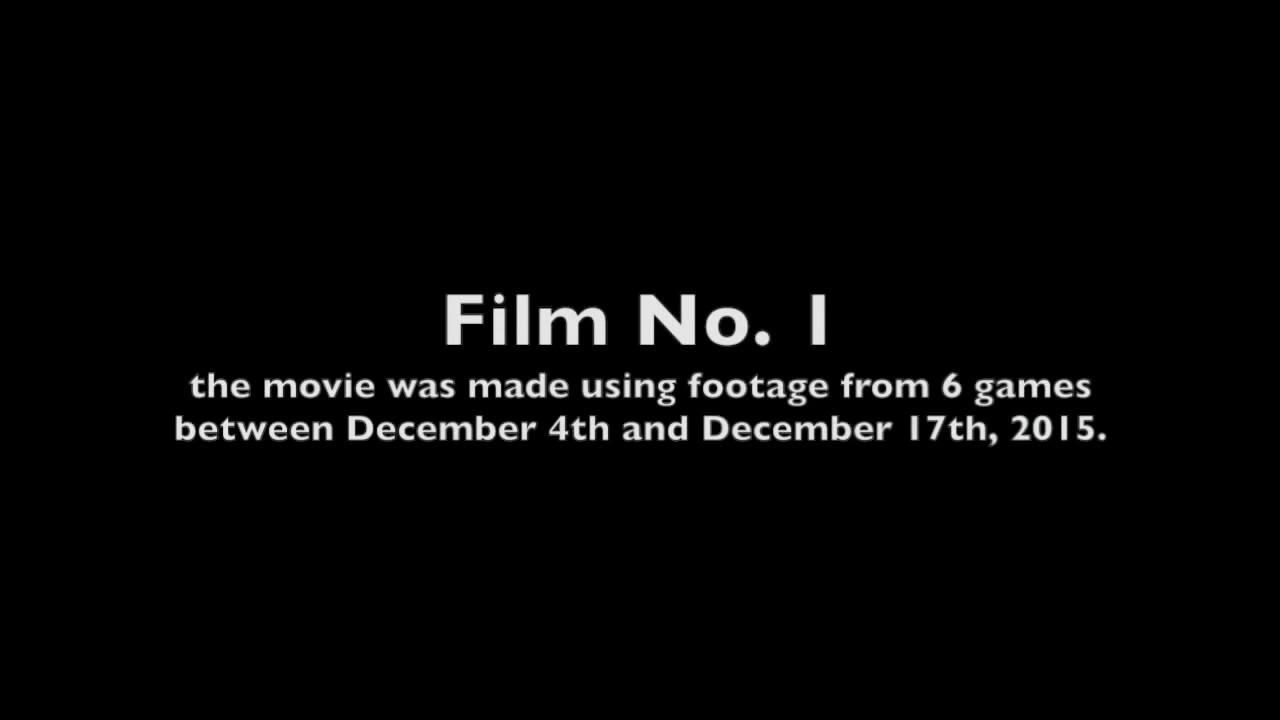 Film No. 1
the movie was made using footage from 6 games
between December 4th and December 17th, 2015.